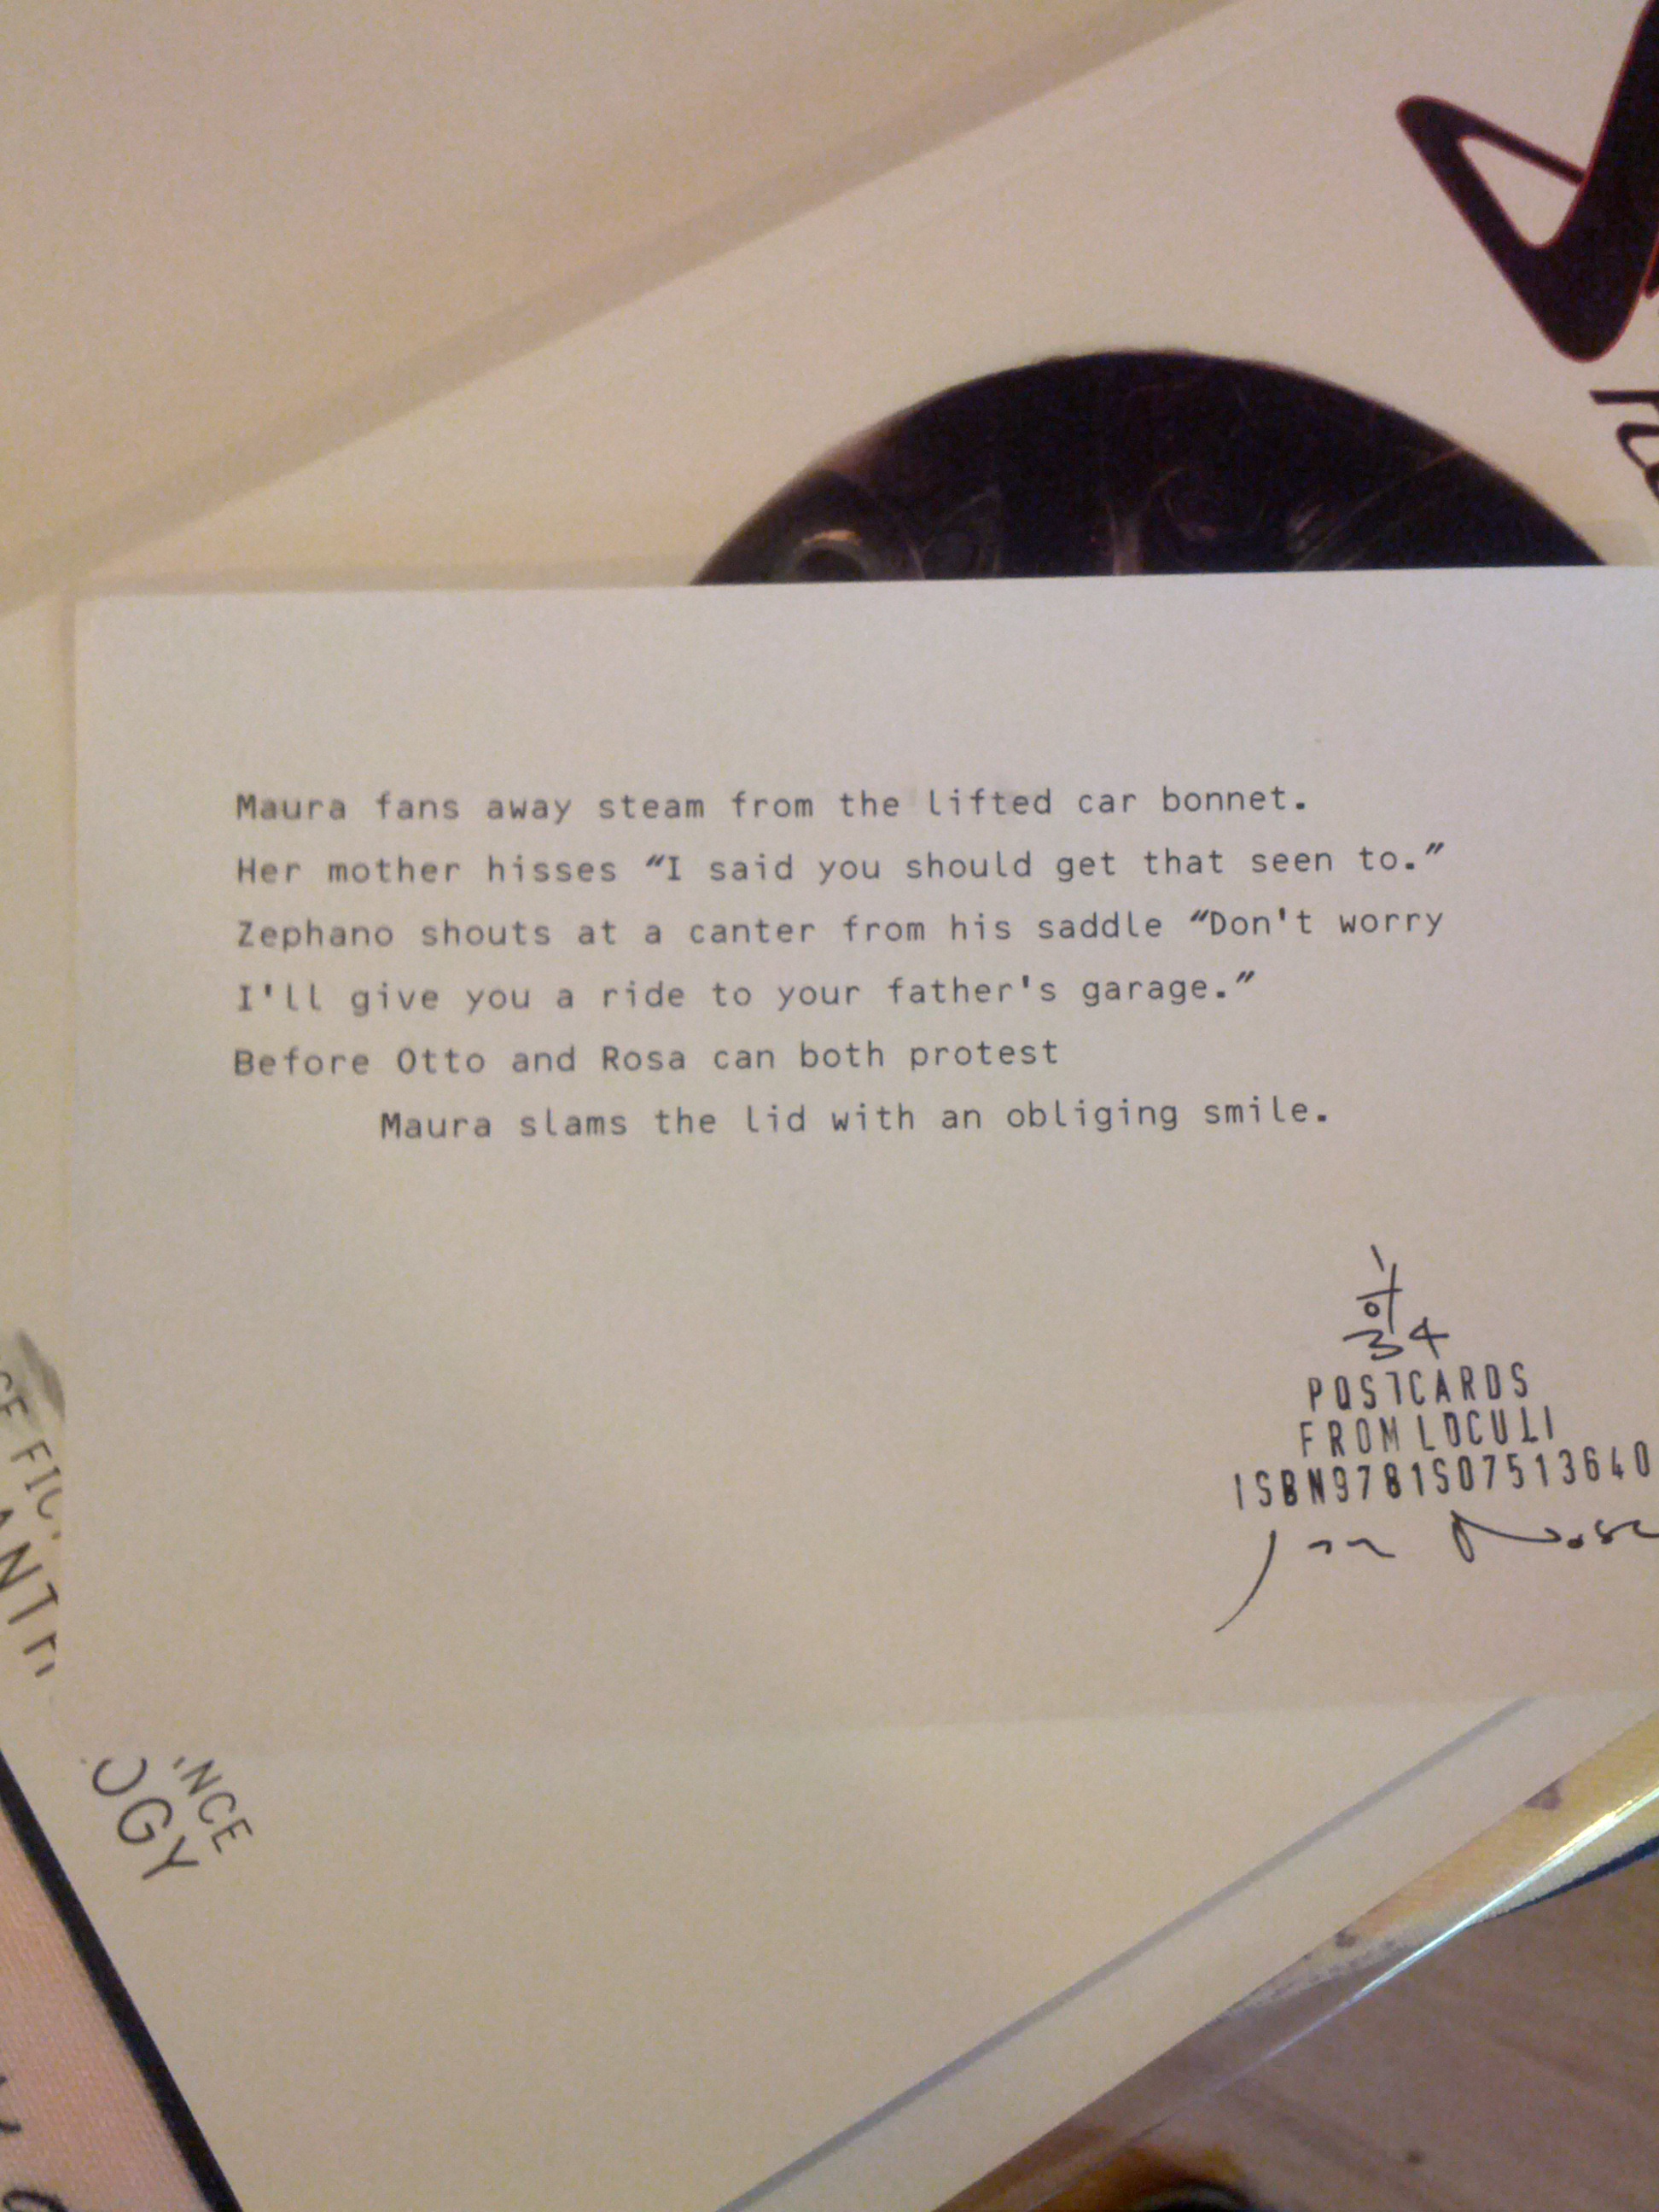 Maura fans away steam from the lifted car bonnet.
Her mother hisses “I said you should get that seen to.”
Zephano shouts at a canter from his saddle “Don't worry
I'll give you a ride to your father's garage.”
Before Otto and Rosa can both protest
Maura slams the lid with an obliging smile.
1
of
34
POSTCARDS
FROM LOCULI
ISBN9781507513640
NCE
OGY